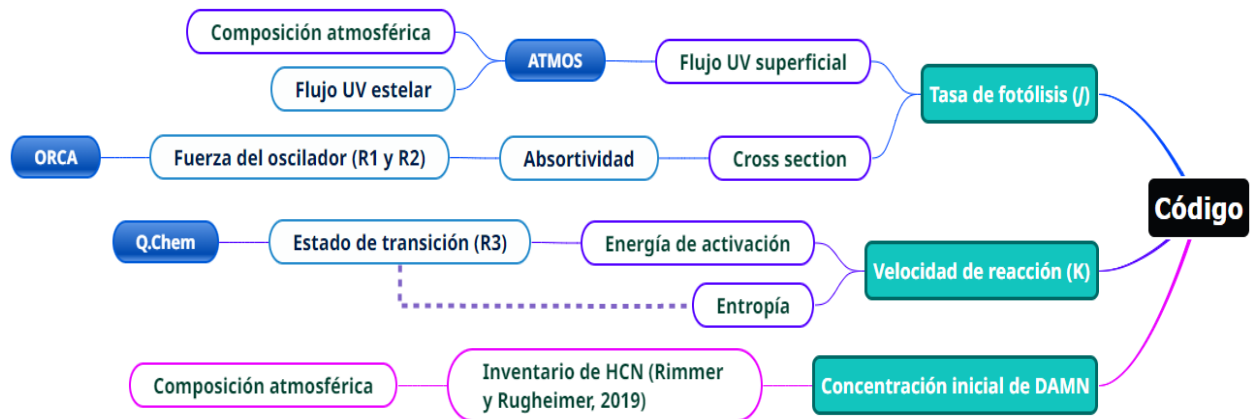 Composición atmosférica
Flujo UV estelar
ATMOS
Flujo UV superficial
Tasa de fotólisis (J)
ORCA
Fuerza del oscilador (R1 y R2)
Absortividad
Cross section
Código
Q.Chem
Estado de transición (R3)
Energía de activación
Entropía
Velocidad de reacción (K)
Composición atmosférica
Inventario de HCN (Rimmer
y Rugheimer, 2019)
Concentración inicial de DAMN